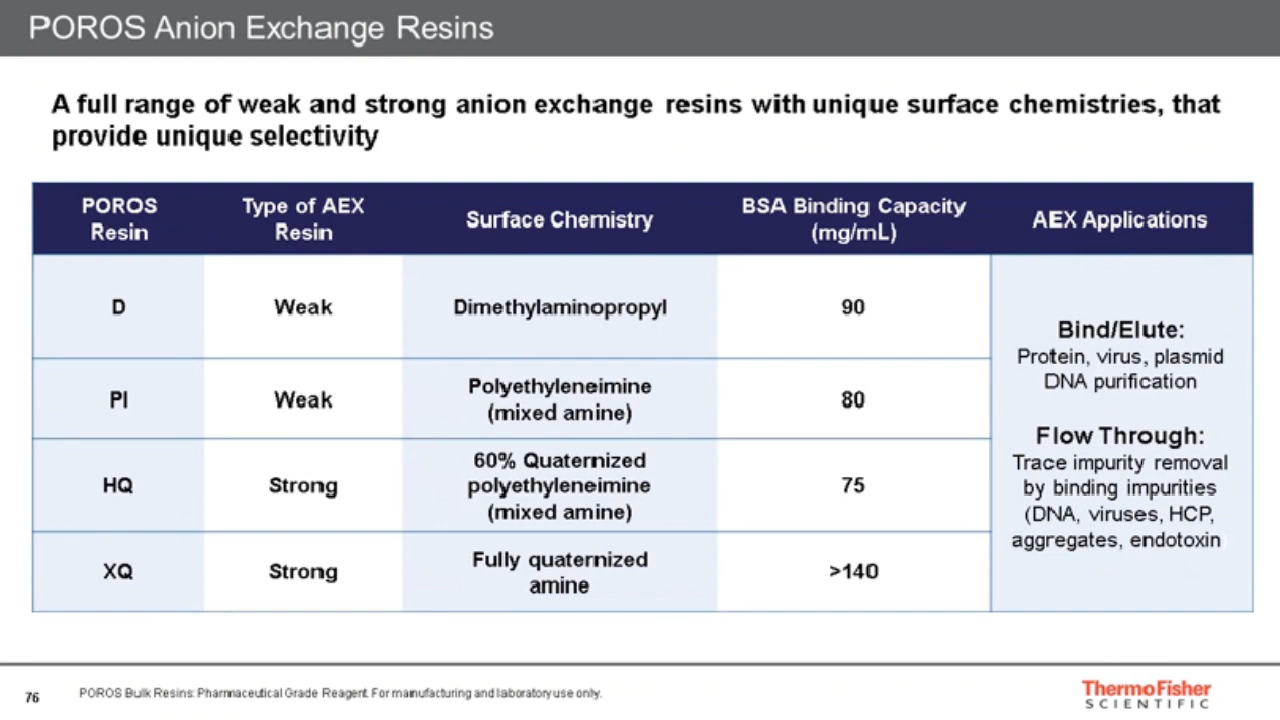 POROS Anion Exchange Resins
A full range of weak and strong anion exchange resins with unique surface chemistries, that
provide unique selectivity
POROS
Resin
Type of AEX
Resin
Surface Chemistry
BSA Binding Capacity
(mg/mL)
AEX Applications
D
Weak
Dimethylaminopropyl
90
PI
Weak
Polyethyleneimine
(mixed amine)
80
HQ
Strong
60% Quaternized
polyethyleneimine
(mixed amine)
75
XQ
Strong
Fully quaternized
amine
>140
Bind/Elute:
Protein, virus, plasmid
DNA purification
Flow Through:
Trace impurity removal
by binding impurities
(DNA, viruses, HCP,
aggregates, endotoxin
76
POROS Bulk Resins: Pharmaceutical Grade Reagent. For manufacturing and laboratory use only.
ThermoFisher
SCIENTIFIC